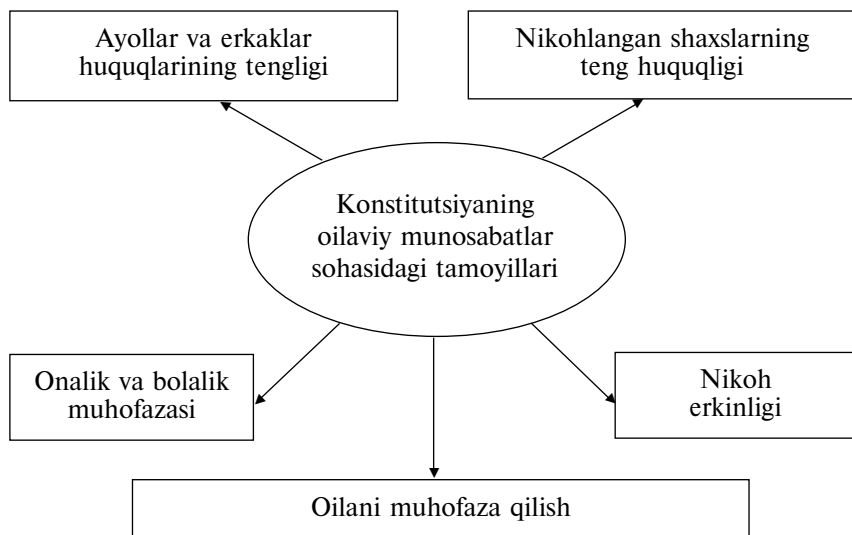 Ayollar va erkaklar
huquqlarining tengligi
Nikohlangan shaxslarning
teng huquqligi
Konstitutsiyaning
oilaviy munosabatlar
sohasidagi tamoyillari
Onalik va bolalik
muhofazasi
Nikoh
erkinligi
Oilani muhofaza qilish